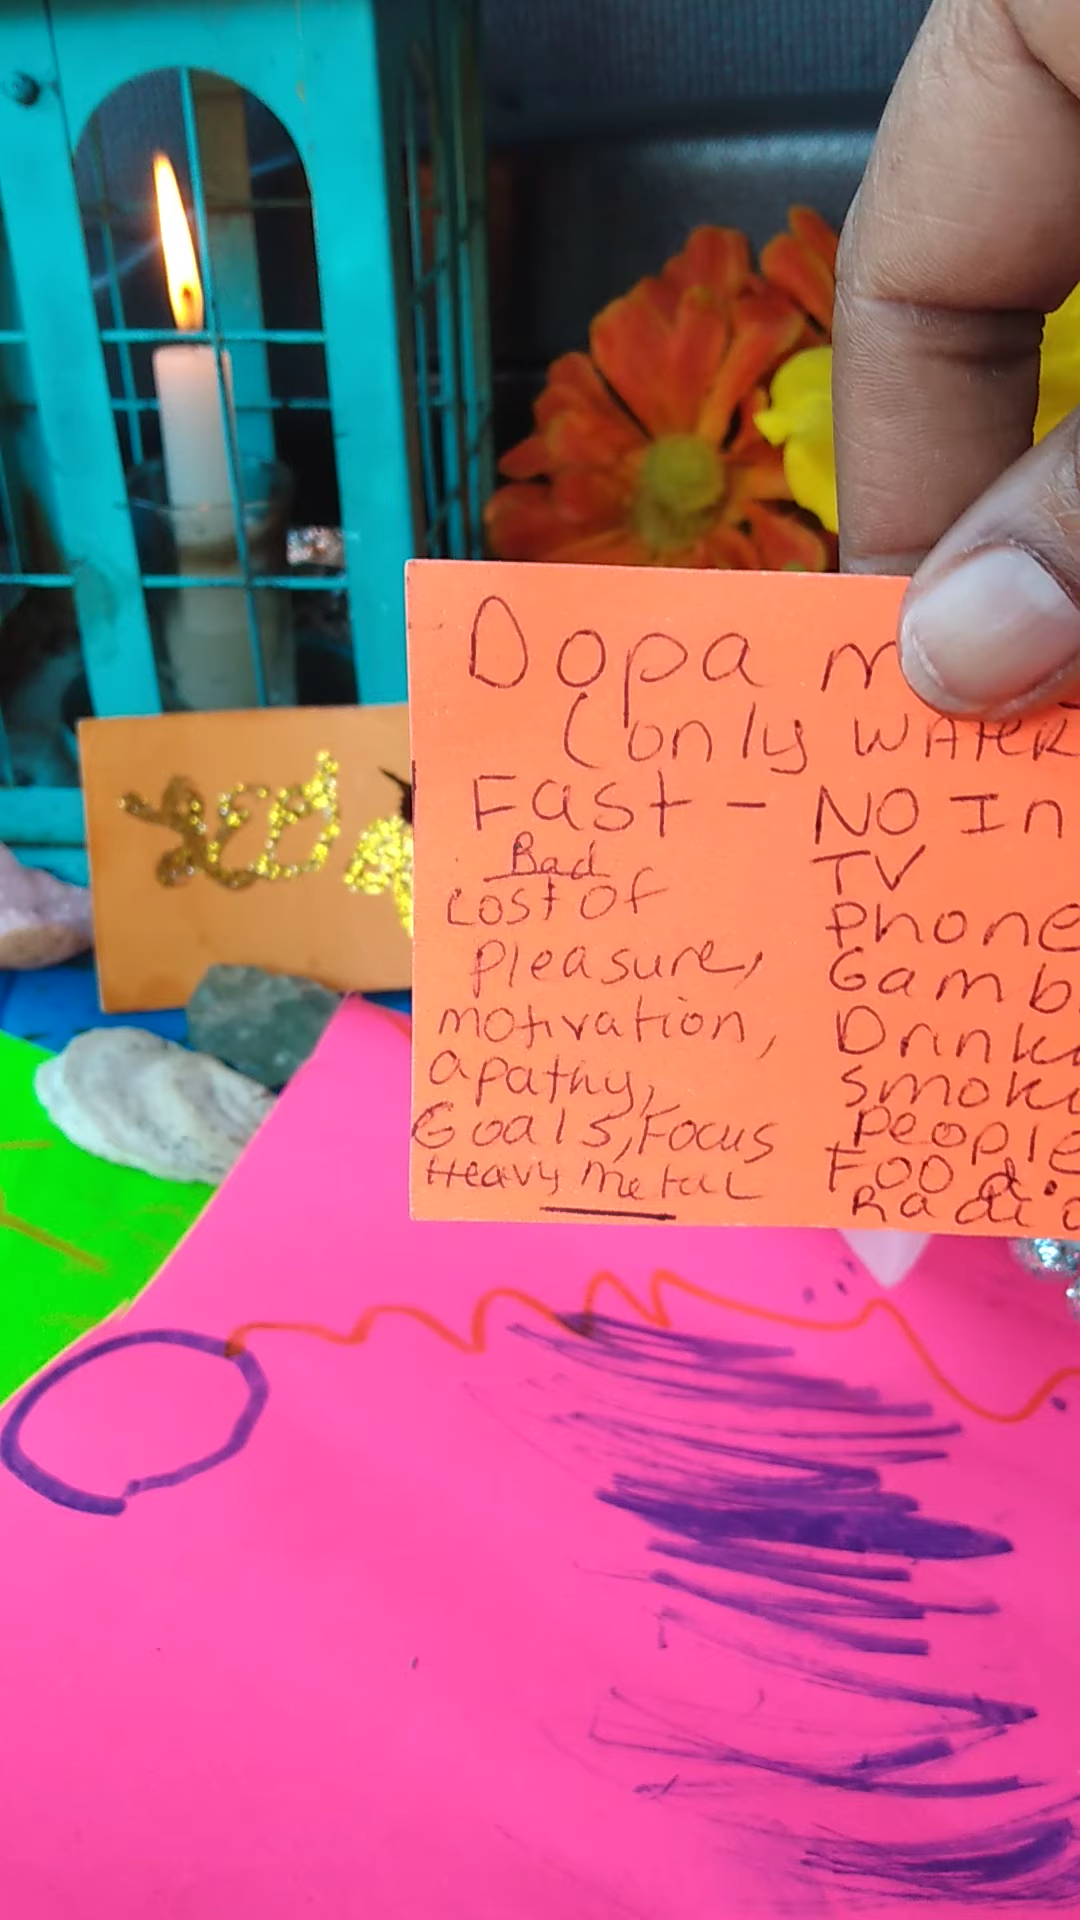 Dopa m
(only WATER
Fast - NO In
Bad
Lost of
pleasure,
motivation,
apathy,
Goals, Focus
Heavy metal
TV
phone
Gamb
Drink
smok
people
Food.
Radio